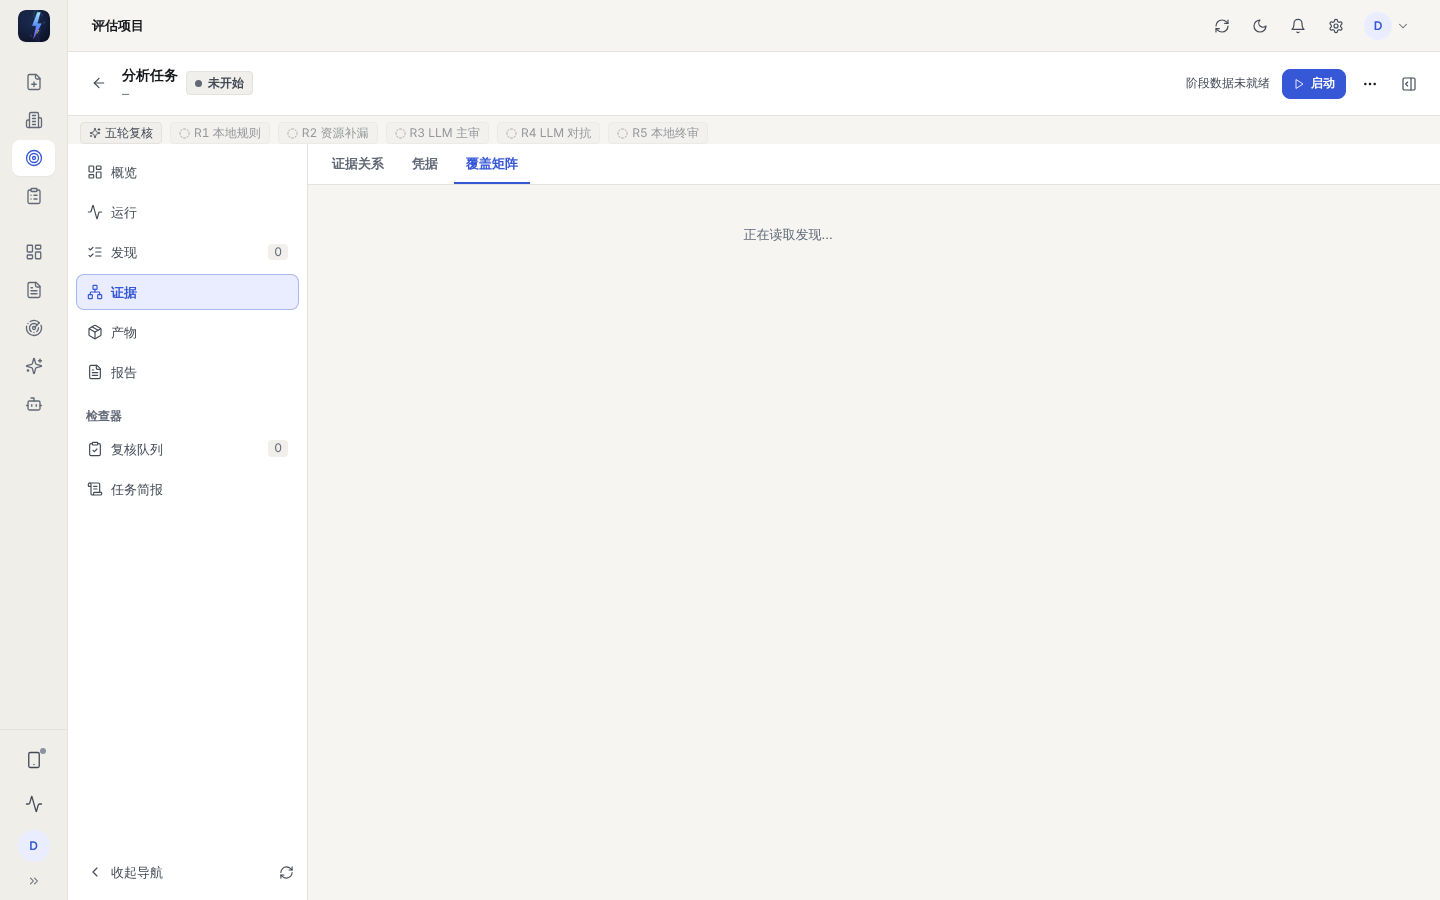 评估项目
D
分析任务
—
未开始
阶段数据未就绪
启动
五轮复核
R1 本地规则
R2 资源补漏
R3 LLM 主审
R4 LLM 对抗
R5 本地终审
概览
运行
发现
0
证据
产物
报告
检查器
复核队列
0
任务简报
收起导航
证据关系
凭据
覆盖矩阵
正在读取发现...
D